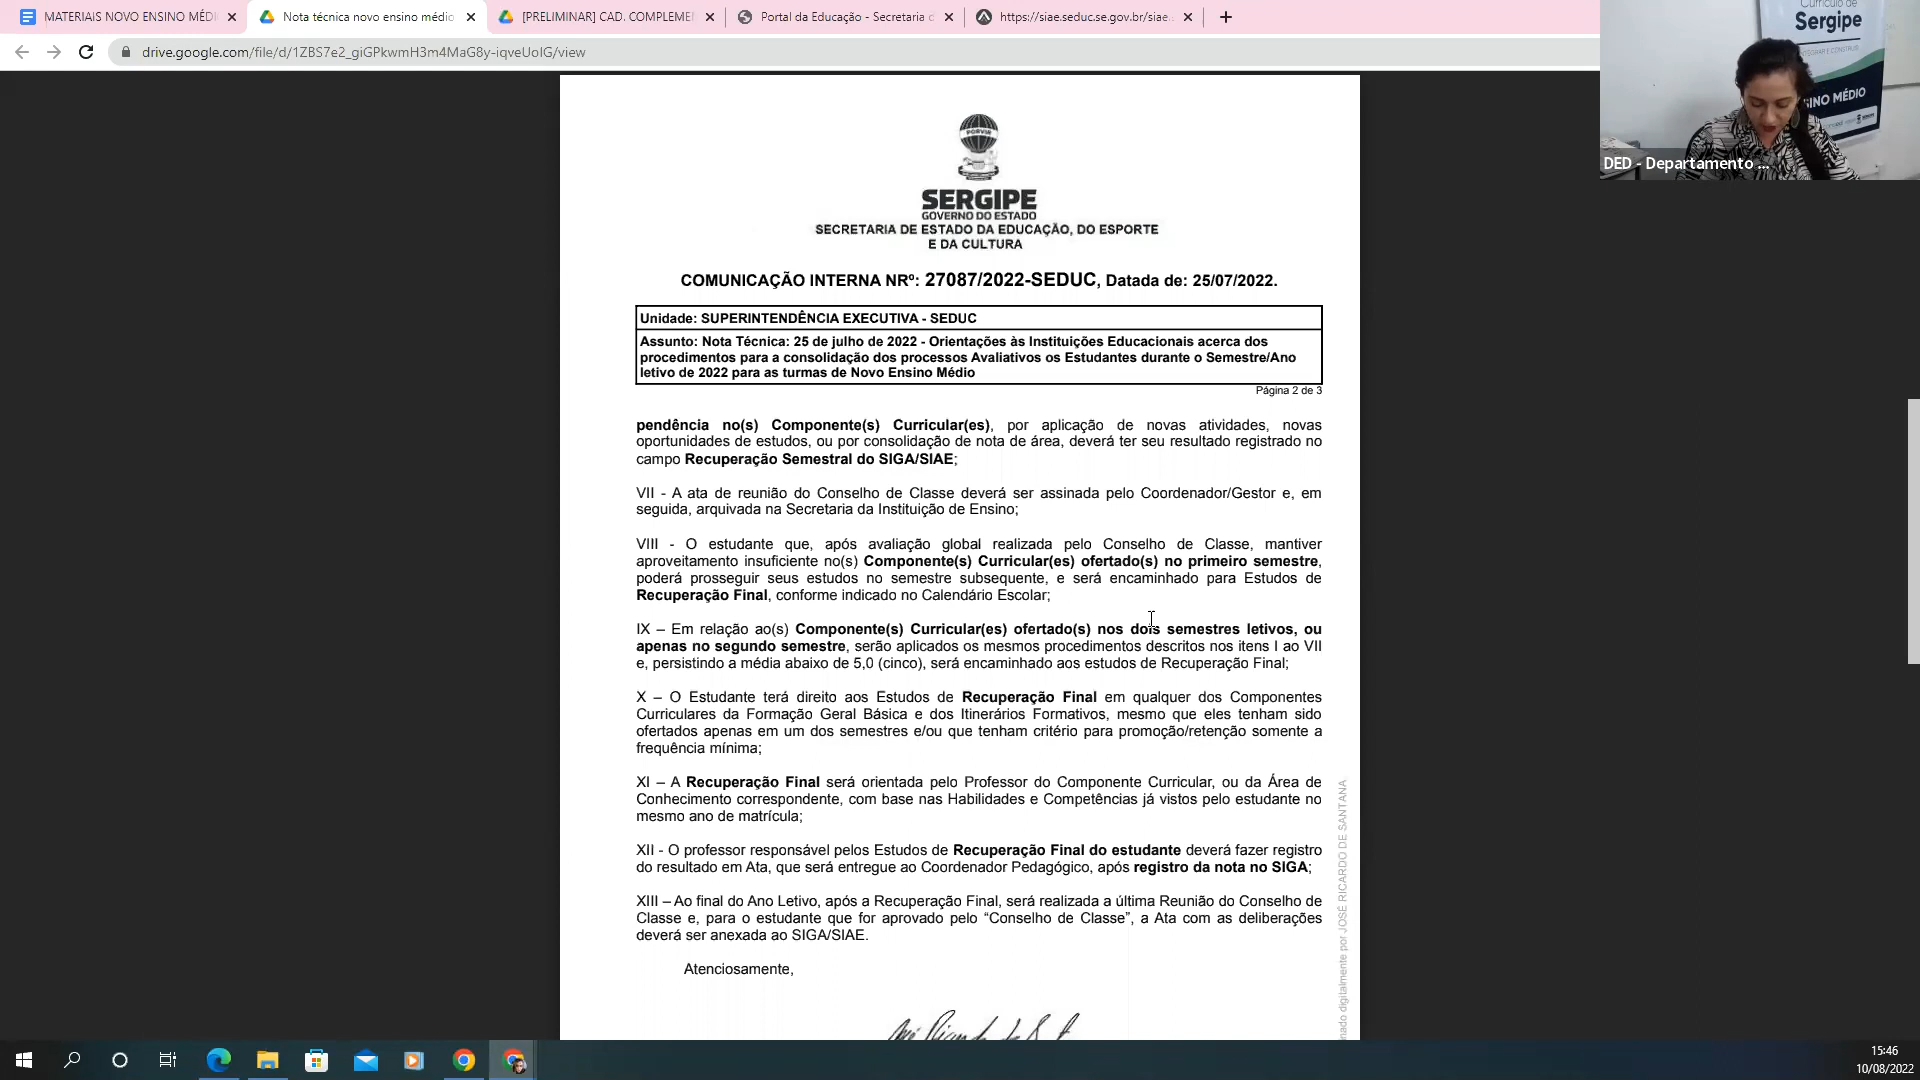 MATERIAIS NOVO ENSINO MÉDI
Nota técnica novo ensino médio
[PRELIMINAR] CAD. COMPLEMEN
Portal da Educação - Secretaria d
https://siae.seduc.se.gov.br/siae.
drive.google.com/file/d/1ZBS7e2_giGPkwmH3m4MaG8y-iqveUoIG/view
Currículo de
Sergipe
INTEGRAR E CONSTRUIR
INO MÉDIO
DED - Departamento ...
PORVIR
SERGIPE
GOVERNO DO ESTADO
SECRETARIA DE ESTADO DA EDUCAÇÃO, DO ESPORTE
E DA CULTURA
COMUNICAÇÃO INTERNA NRº: 27087/2022-SEDUC, Datada de: 25/07/2022.
Unidade: SUPERINTENDÊNCIA EXECUTIVA - SEDUC
Assunto: Nota Técnica: 25 de julho de 2022 - Orientações às Instituições Educacionais acerca dos
procedimentos para a consolidação dos processos Avaliativos os Estudantes durante o Semestre/Ano
letivo de 2022 para as turmas de Novo Ensino Médio
Página 2 de 3
pendência no(s) Componente(s) Curricular(es), por aplicação de novas atividades, novas
oportunidades de estudos, ou por consolidação de nota de área, deverá ter seu resultado registrado no
campo Recuperação Semestral do SIGA/SIAE;
VII - A ata de reunião do Conselho de Classe deverá ser assinada pelo Coordenador/Gestor e, em
seguida, arquivada na Secretaria da Instituição de Ensino;
VIII - O estudante que, após avaliação global realizada pelo Conselho de Classe, mantiver
aproveitamento insuficiente no(s) Componente(s) Curricular(es) ofertado(s) no primeiro semestre,
poderá prosseguir seus estudos no semestre subsequente, e será encaminhado para Estudos de
Recuperação Final, conforme indicado no Calendário Escolar;
IX – Em relação ao(s) Componente(s) Curricular(es) ofertado(s) nos dois semestres letivos, ou
apenas no segundo semestre, serão aplicados os mesmos procedimentos descritos nos itens I ao VII
e, persistindo a média abaixo de 5,0 (cinco), será encaminhado aos estudos de Recuperação Final;
X – O Estudante terá direito aos Estudos de Recuperação Final em qualquer dos Componentes
Curriculares da Formação Geral Básica e dos Itinerários Formativos, mesmo que eles tenham sido
ofertados apenas em um dos semestres e/ou que tenham critério para promoção/retenção somente a
frequência mínima;
XI – A Recuperação Final será orientada pelo Professor do Componente Curricular, ou da Área de
Conhecimento correspondente, com base nas Habilidades e Competências já vistos pelo estudante no
mesmo ano de matrícula;
XII - O professor responsável pelos Estudos de Recuperação Final do estudante deverá fazer registro
do resultado em Ata, que será entregue ao Coordenador Pedagógico, após registro da nota no SIGA;
XIII – Ao final do Ano Letivo, após a Recuperação Final, será realizada a última Reunião do Conselho de
Classe e, para o estudante que for aprovado pelo “Conselho de Classe”, a Ata com as deliberações
deverá ser anexada ao SIGA/SIAE.
Atenciosamente,
inado digitalmente por JOSÉ RICARDO DE SANTANA
15:46
10/08/2022